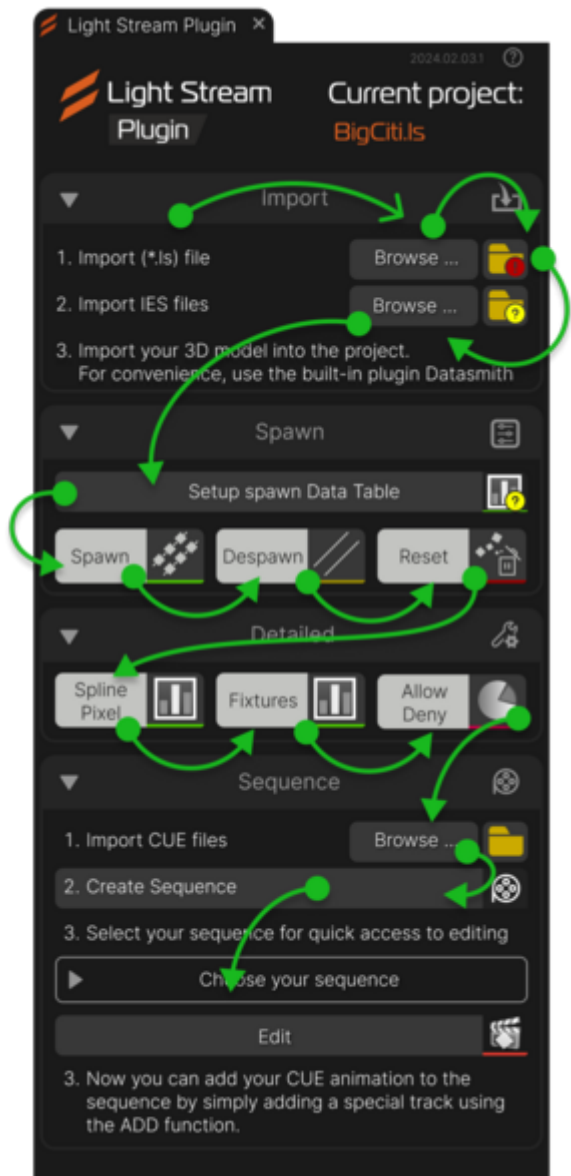 Light Stream Plugin ×
2024.02.03.1 ?
Light Stream
Plugin
Current project:
BigCiti.ls
Import
1. Import (*.ls) file
Browse ...
2. Import IES files
Browse ...
?
3. Import your 3D model into the project.
For convenience, use the built-in plugin Datasmith
Spawn
Setup spawn Data Table
?
Spawn
Despawn
Reset
Detailed
Spline
Pixel
Fixtures
Allow
Deny
Sequence
1. Import CUE files
Browse ...
2. Create Sequence
3. Select your sequence for quick access to editing
Choose your sequence
Edit
3. Now you can add your CUE animation to the
sequence by simply adding a special track using
the ADD function.